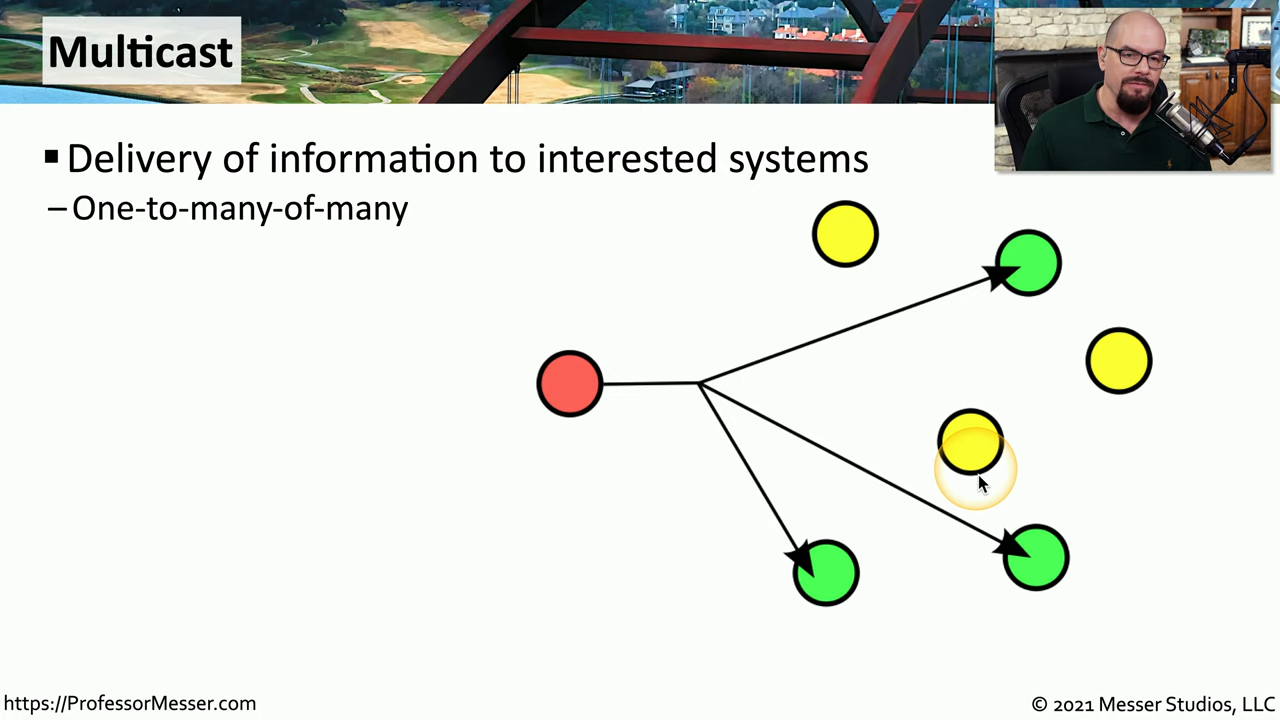 Multicast
▪ Delivery of information to interested systems
– One-to-many-of-many
https://ProfessorMesser.com
© 2021 Messer Studios, LLC